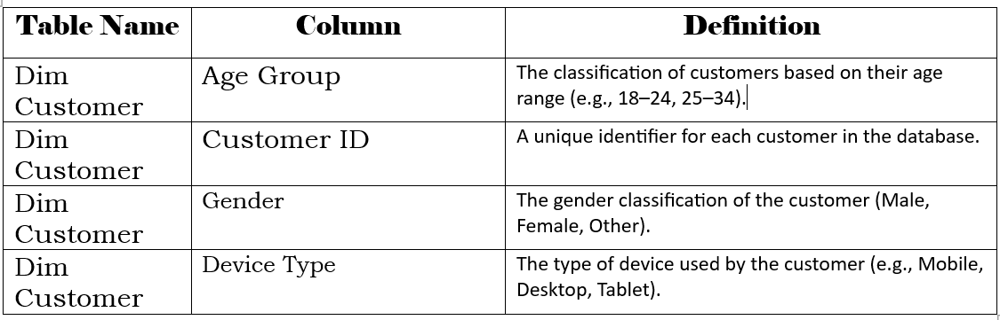 Table Name Column Definition
Dim Age Group The classification of customers based on their age
Customer range (e.g., 18–24, 25–34).
Dim Customer ID A unique identifier for each customer in the database.
Customer
Dim Gender The gender classification of the customer (Male,
Customer Female, Other).
Dim Device Type The type of device used by the customer (e.g., Mobile,
Customer Desktop, Tablet).